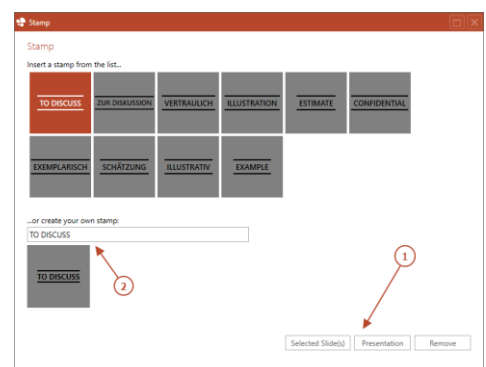 Stamp
Stamp
Insert a stamp from the list...
TO DISCUSS ZUR DISKUSSION VERTRAULICH ILLUSTRATION ESTIMATE CONFIDENTIAL
EXEMPLARISCH SCHÄTZUNG ILLUSTRATIV EXAMPLE
...or create your own stamp:
TO DISCUSS
TO DISCUSS
1
2
Selected Slide(s) Presentation Remove